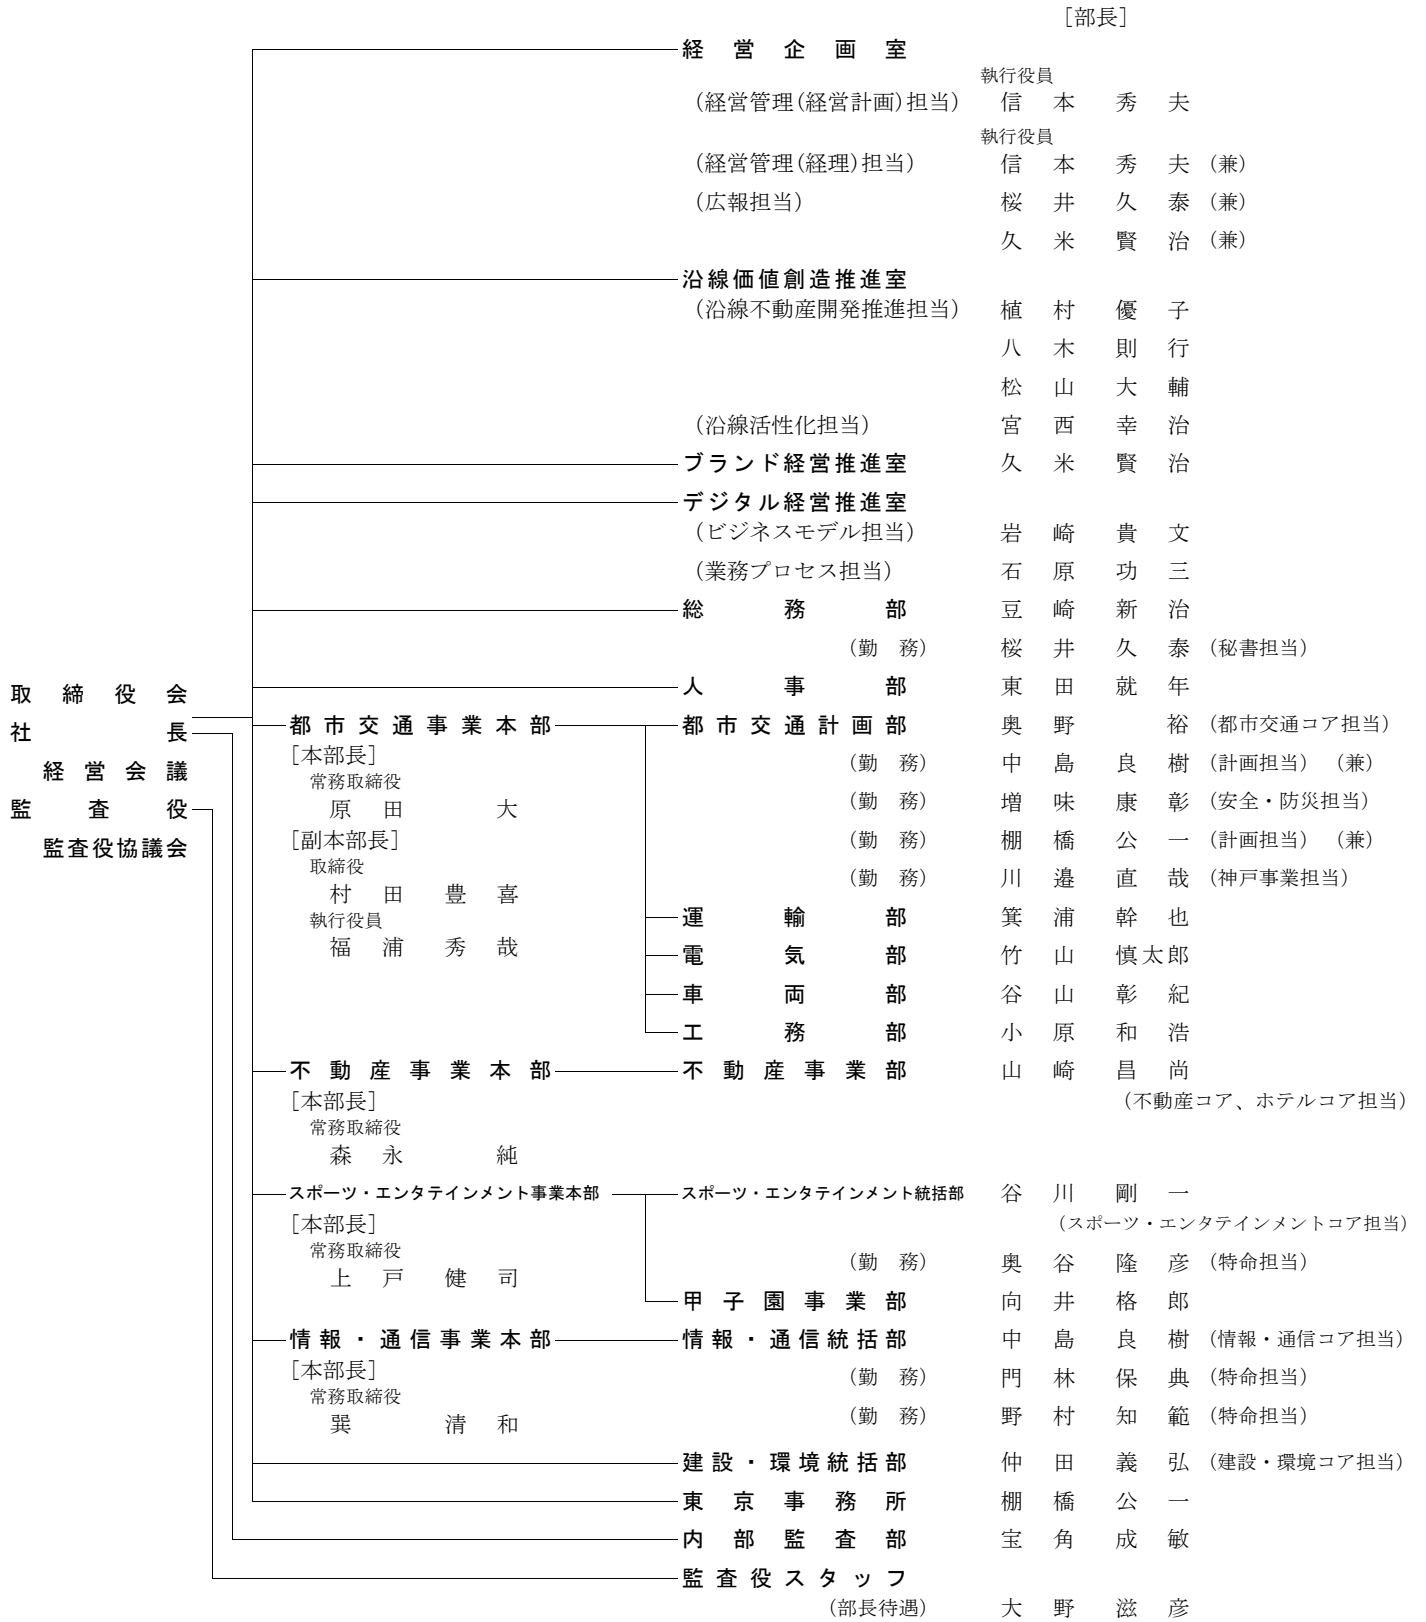 ［部長］
経営企画室
執行役員
（経営管理(経営計画)担当） 信本秀夫
執行役員
（経営管理(経理)担当） 信本秀夫（兼）
（広報担当） 桜井久泰（兼）
久米賢治（兼）
沿線価値創造推進室
（沿線不動産開発推進担当） 植村優子
八木則行
松山大輔
（沿線活性化担当） 宮西幸治
ブランド経営推進室 久米賢治
デジタル経営推進室
（ビジネスモデル担当） 岩崎貴文
（業務プロセス担当） 石原功三
総務部 豆崎新治
（勤務） 桜井久泰（秘書担当）
人事部 東田就年
取締役会
社長
経営会議
監査役
監査役協議会
都市交通事業本部
［本部長］
常務取締役
原田大
［副本部長］
取締役
村田豊喜
執行役員
福浦秀哉
都市交通計画部 奥野裕（都市交通コア担当）
（勤務） 中島良樹（計画担当）（兼）
（勤務） 増味康彰（安全・防災担当）
（勤務） 棚橋公一（計画担当）（兼）
（勤務） 川邉直哉（神戸事業担当）
運輸部 箕浦幹也
電気部 竹山慎太郎
車両部 谷山彰紀
工務部 小原和浩
不動産事業本部
［本部長］
常務取締役
森永純
不動産事業部 山崎昌尚
（不動産コア、ホテルコア担当）
スポーツ・エンタテインメント事業本部
［本部長］
常務取締役
上戸健司
スポーツ・エンタテインメント統括部 谷川剛一
（スポーツ・エンタテインメントコア担当）
（勤務） 奥谷隆彦（特命担当）
甲子園事業部 向井格郎
情報・通信事業本部
［本部長］
常務取締役
巽清和
情報・通信統括部 中島良樹（情報・通信コア担当）
（勤務） 門林保典（特命担当）
（勤務） 野村知範（特命担当）
建設・環境統括部 仲田義弘（建設・環境コア担当）
東京事務所 棚橋公一
内部監査部 宝角成敏
監査役スタッフ
（部長待遇） 大野滋彦